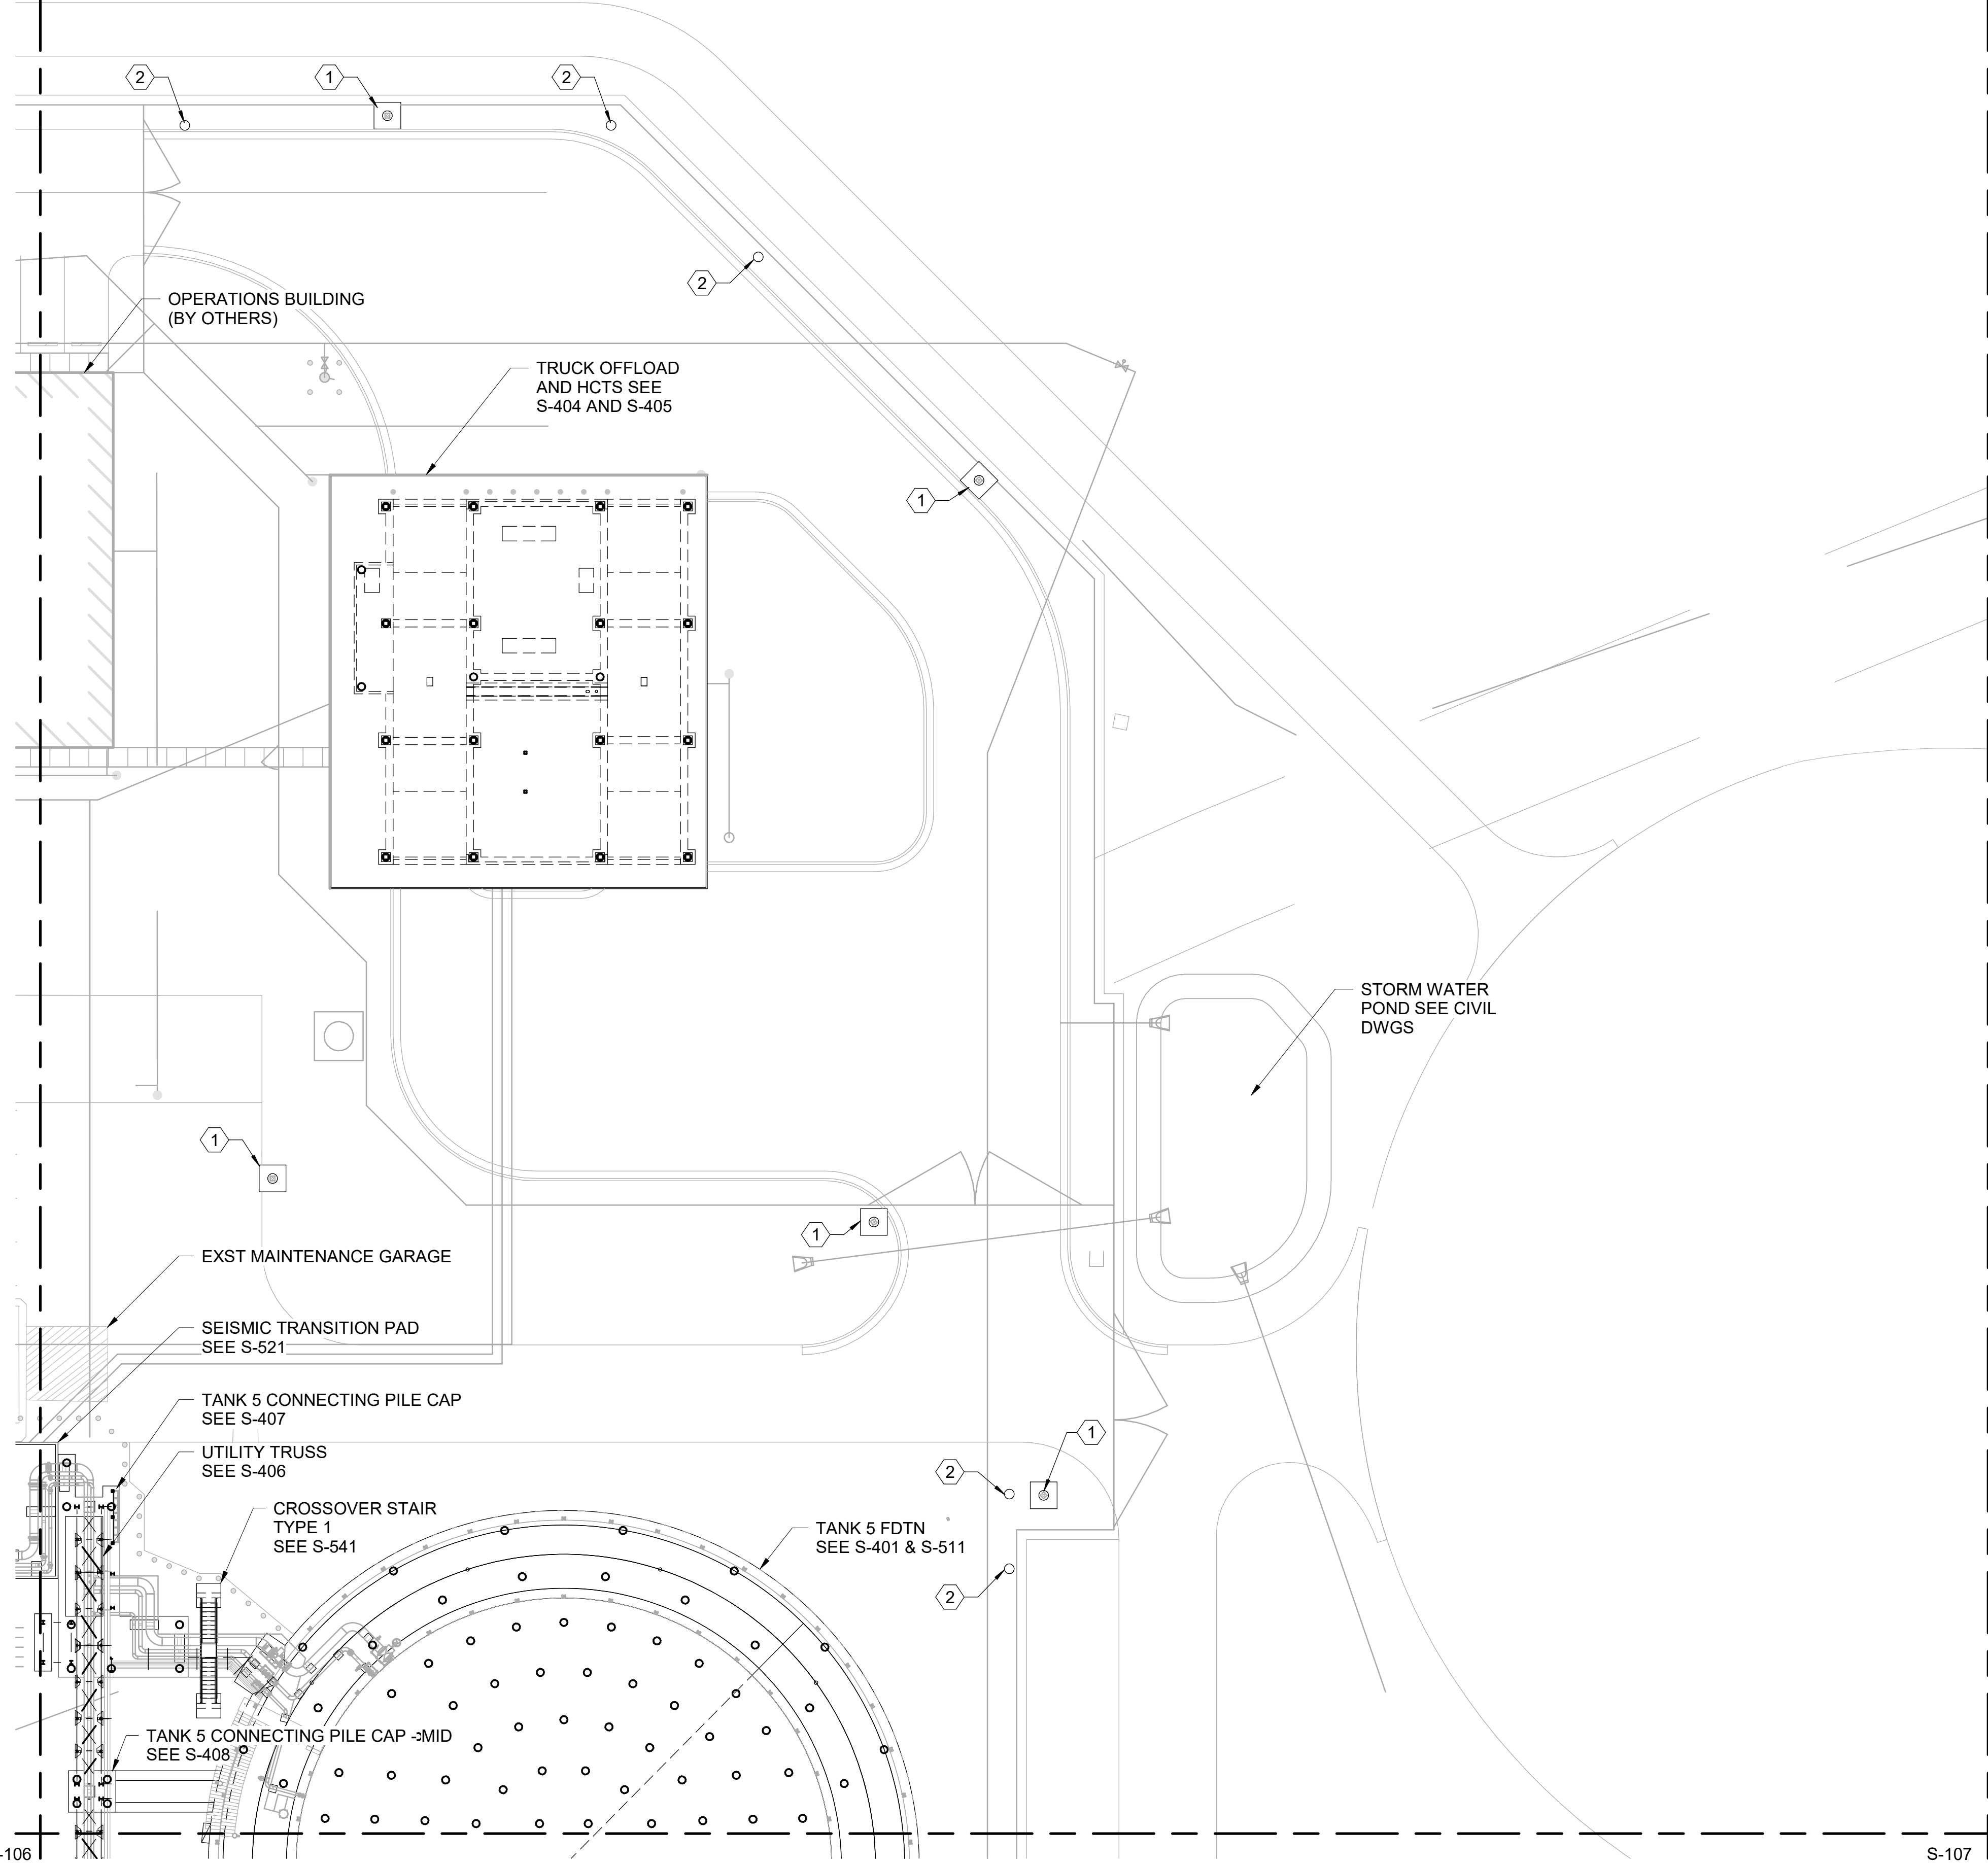 2
1
2
2
OPERATIONS BUILDING
(BY OTHERS)
TRUCK OFFLOAD
AND HCTS SEE
S-404 AND S-405
1
STORM WATER
POND SEE CIVIL
DWGS
1
1
EXST MAINTENANCE GARAGE
SEISMIC TRANSITION PAD
SEE S-521
TANK 5 CONNECTING PILE CAP
SEE S-407
UTILITY TRUSS
SEE S-406
1
2
CROSSOVER STAIR
TYPE 1
SEE S-541
TANK 5 FDTN
SEE S-401 & S-511
2
TANK 5 CONNECTING PILE CAP - MID
SEE S-408
-106
S-107